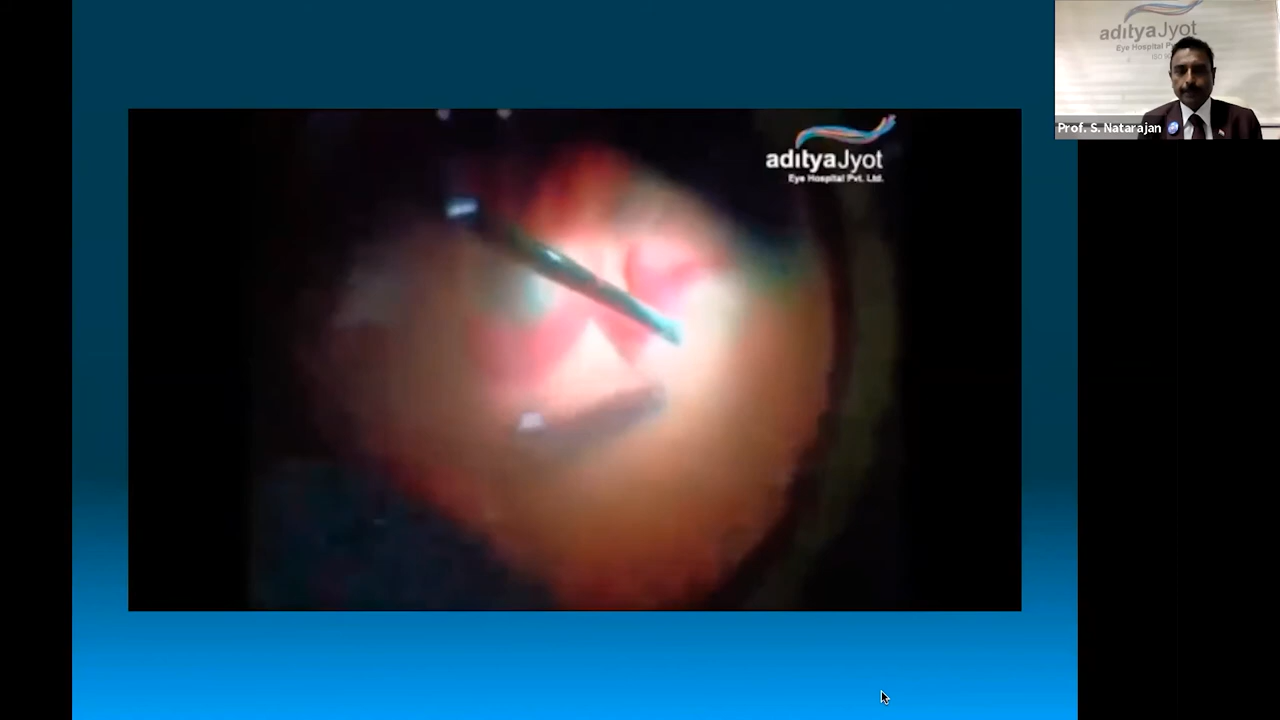 adityaJyot
Eye Hospital Pvt. Ltd.
adityaJyot
Eye Hospital
Prof. S. Natarajan